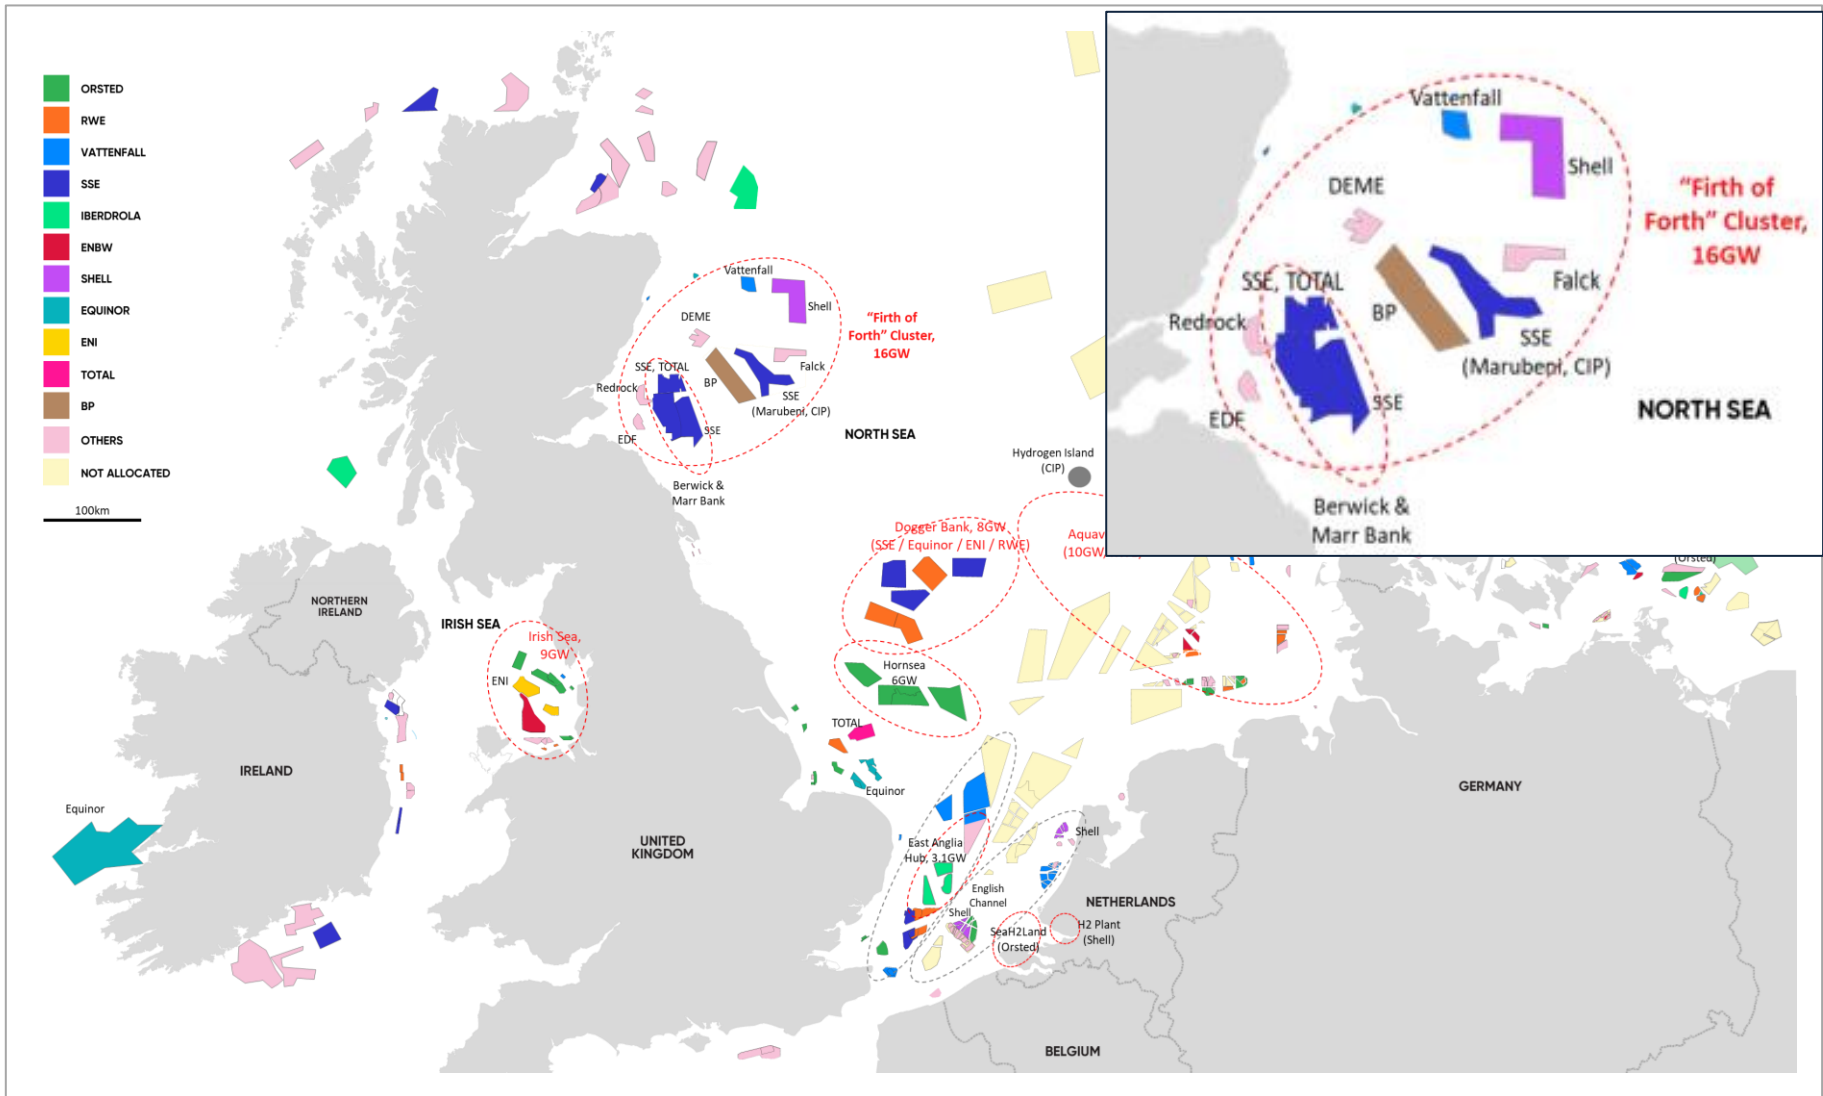 ORSTED
RWE
VATTENFALL
SSE
IBERDROLA
ENBW
SHELL
EQUINOR
ENI
TOTAL
BP
OTHERS
NOT ALLOCATED
100km
Vattenfall
Shell
DEME
"Firth of
Forth" Cluster,
16GW
SSE, TOTAL
Falck
BP
Redrock
SSE
(Marubeni, CIP)
SSE
EDF
NORTH SEA
Berwick &
Marr Bank
Hydrogen Island
(CIP)
Dogger Bank, 8GW
(SSE / Equinor / ENI / RWE)
(10GW
Hornsea
6GW
TOTAL
Equinor
NORTHERN
IRELAND
IRISH SEA
Irish Sea,
9GW
ENI
IRELAND
Equinor
UNITED
KINGDOM
East Anglia
Hub, 3.1GW
English
Channel
Shell
Shell
SeaH2Land
(Orsted)
H2 Plant
(Shell)
NETHERLANDS
GERMANY
BELGIUM
(Orsted)
Vattenfall
Shell
DEME
"Firth of
Forth" Cluster,
16GW
SSE, TOTAL
Falck
BP
Redrock
SSE
(Marubeni, CIP)
SSE
EDF
NORTH SEA
Berwick &
Marr Bank